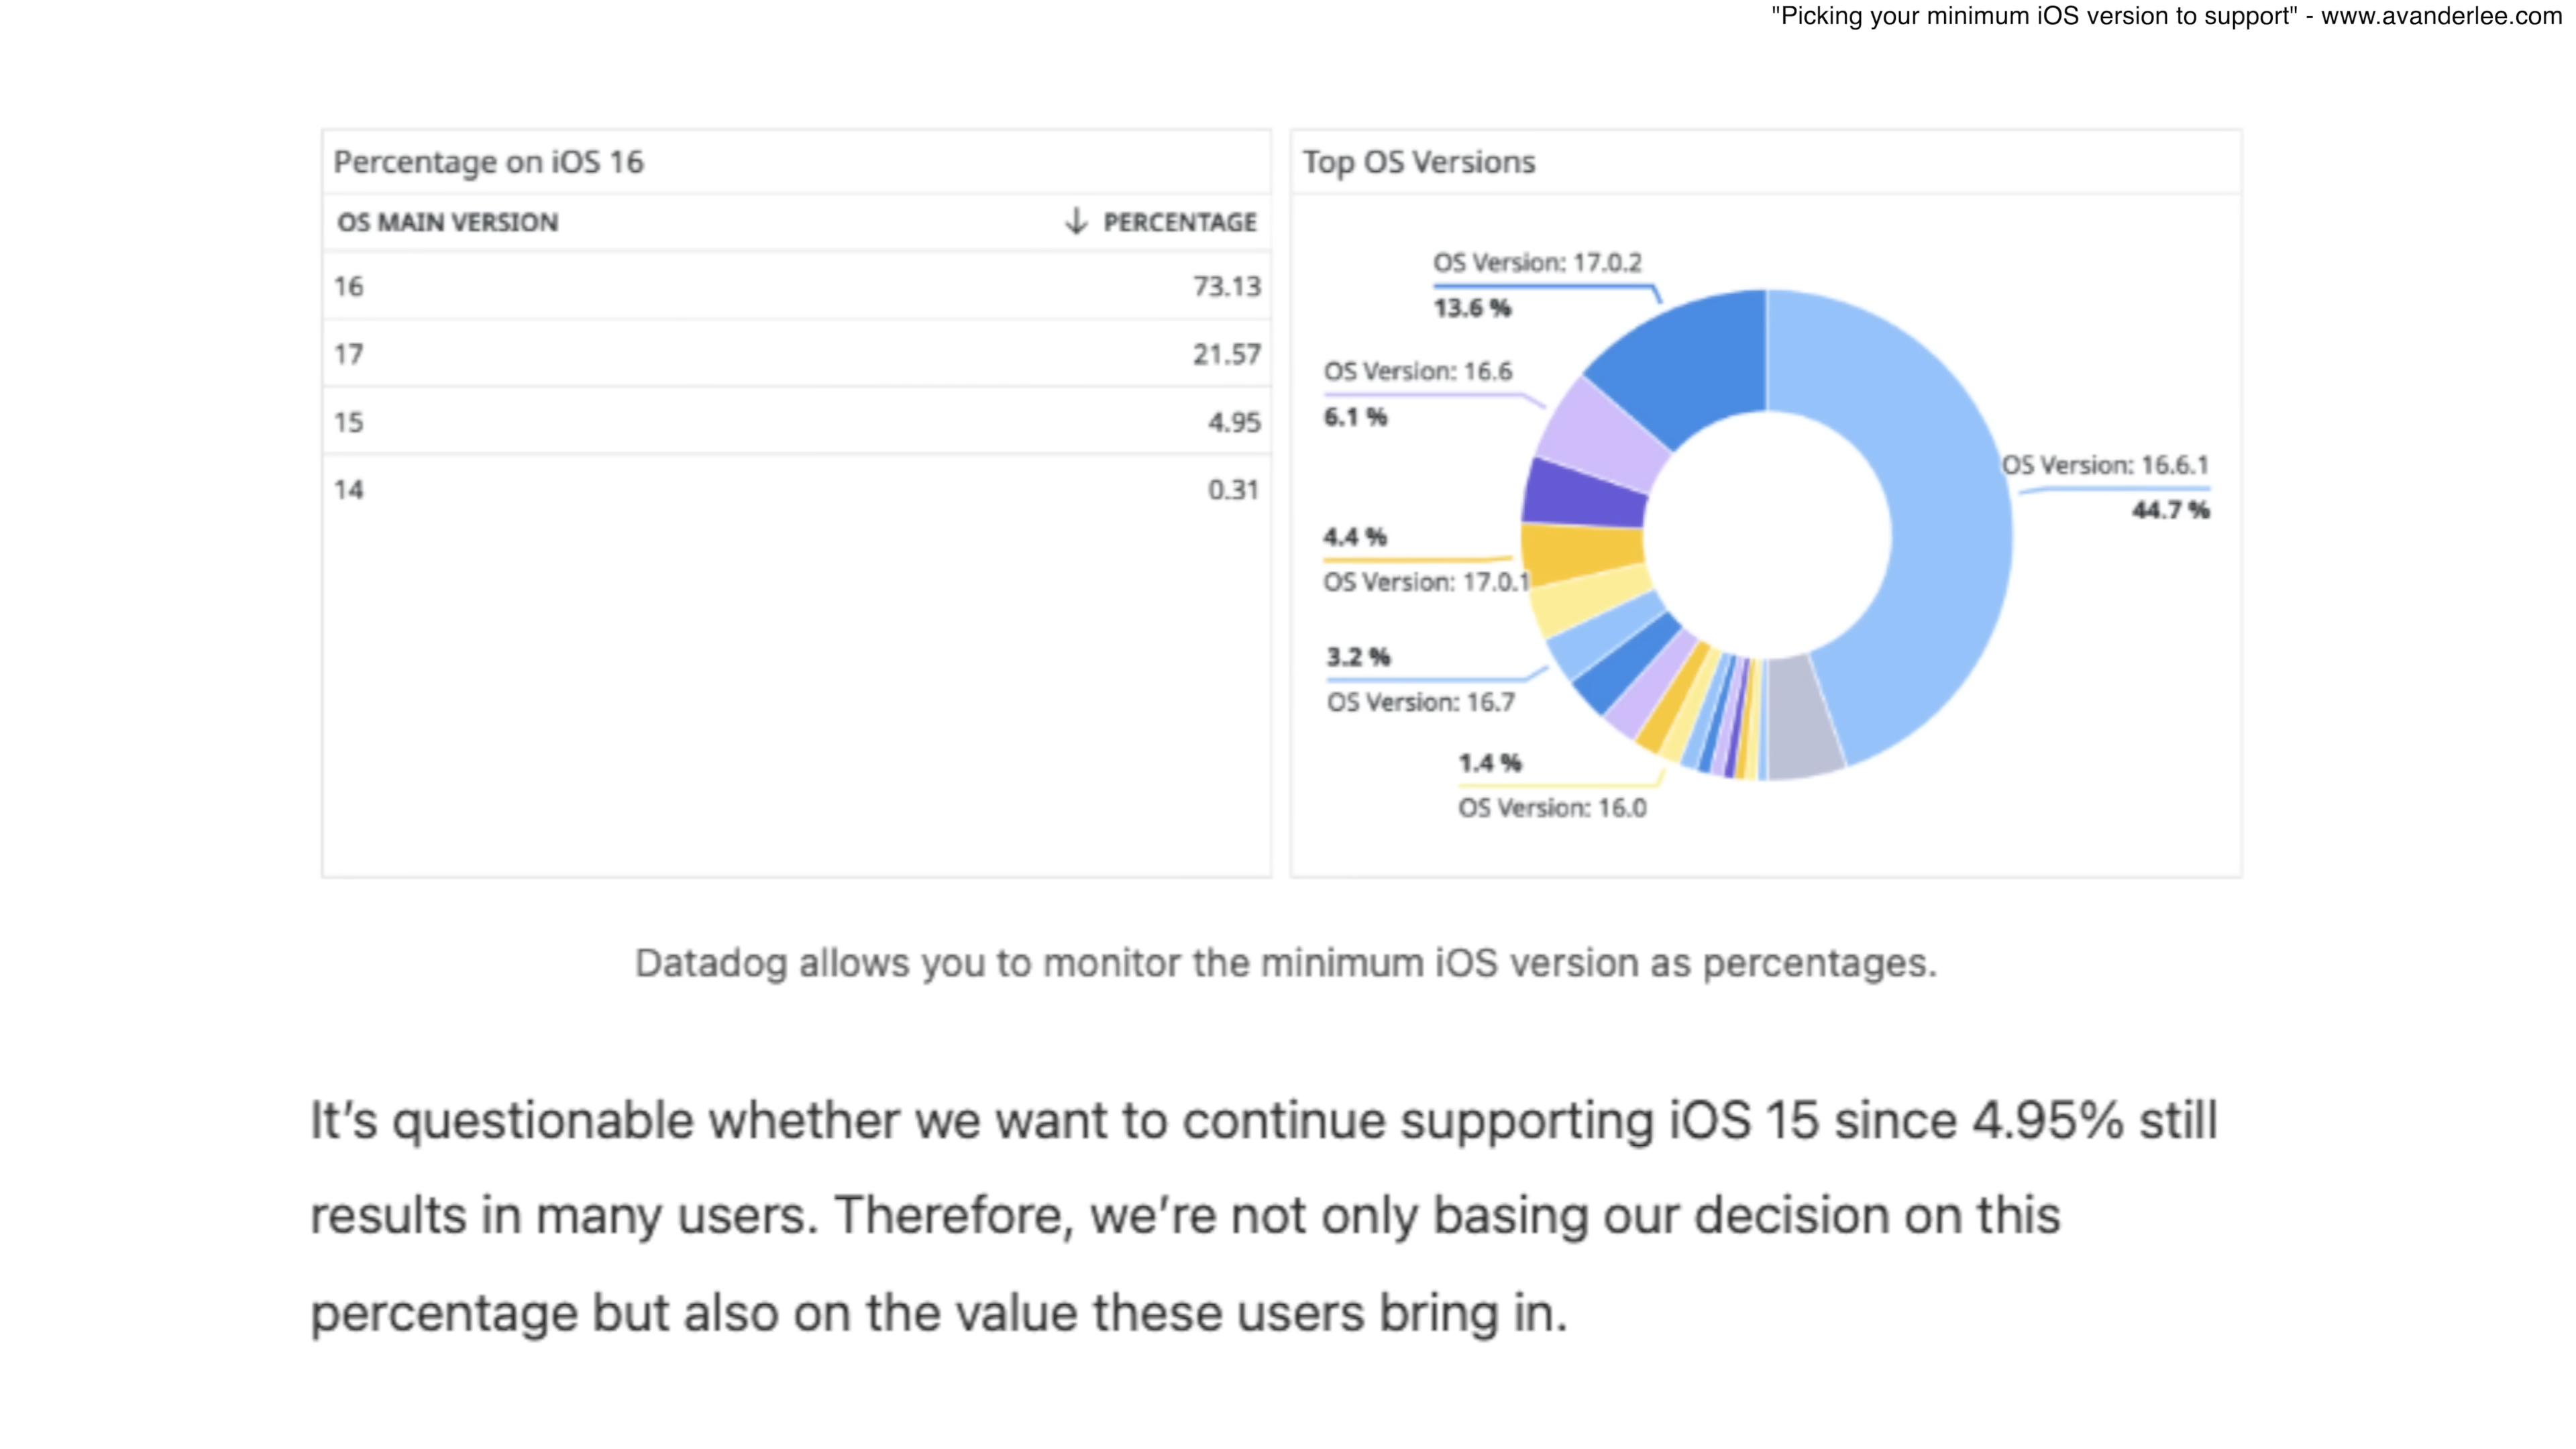 "Picking your minimum iOS version to support" - www.avanderlee.com
Percentage on iOS 16
OS MAIN VERSION ↓ PERCENTAGE
16 73.13
17 21.57
15 4.95
14 0.31
Top OS Versions
OS Version: 17.0.2
13.6 %
OS Version: 16.6
6.1 %
4.4 %
OS Version: 17.0.1
3.2 %
OS Version: 16.7
1.4 %
OS Version: 16.0
OS Version: 16.6.1
44.7 %
Datadog allows you to monitor the minimum iOS version as percentages.
It’s questionable whether we want to continue supporting iOS 15 since 4.95% still
results in many users. Therefore, we’re not only basing our decision on this
percentage but also on the value these users bring in.